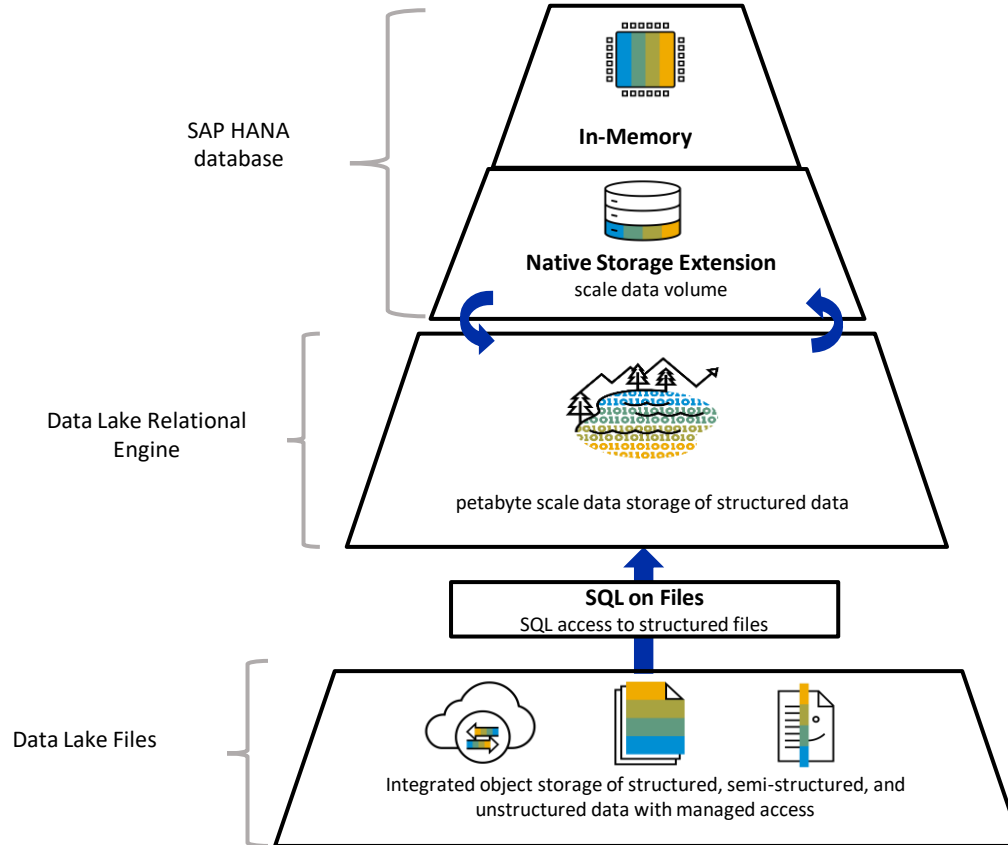 In-Memory
SAP HANA
database
Native Storage Extension
scale data volume
Data Lake Relational
Engine
petabyte scale data storage of structured data
SQL on Files
SQL access to structured files
Data Lake Files
Integrated object storage of structured, semi-structured, and
unstructured data with managed access